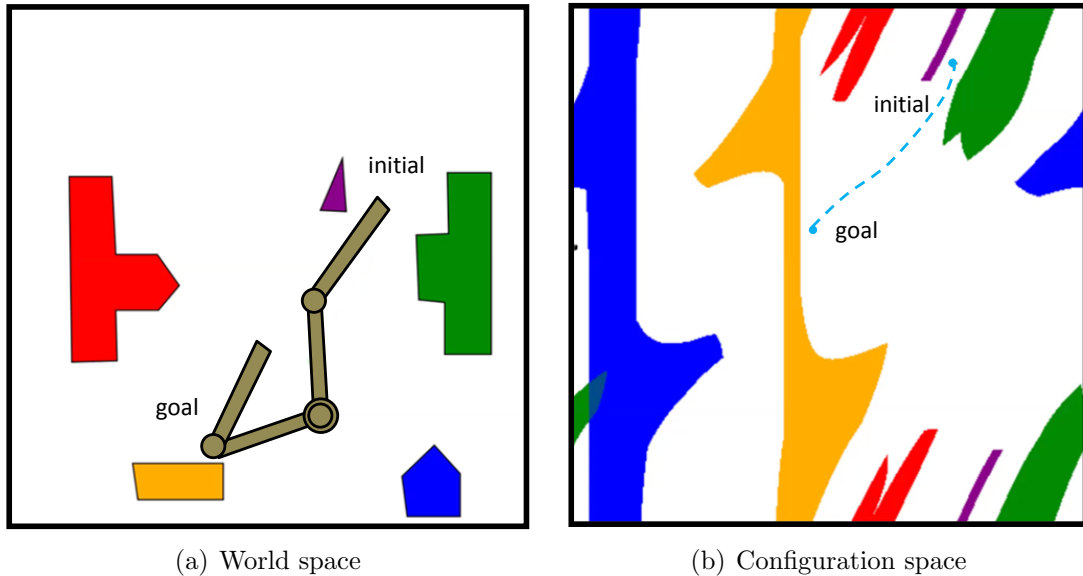 initial
goal
(a) World space
initial
goal
(b) Configuration space